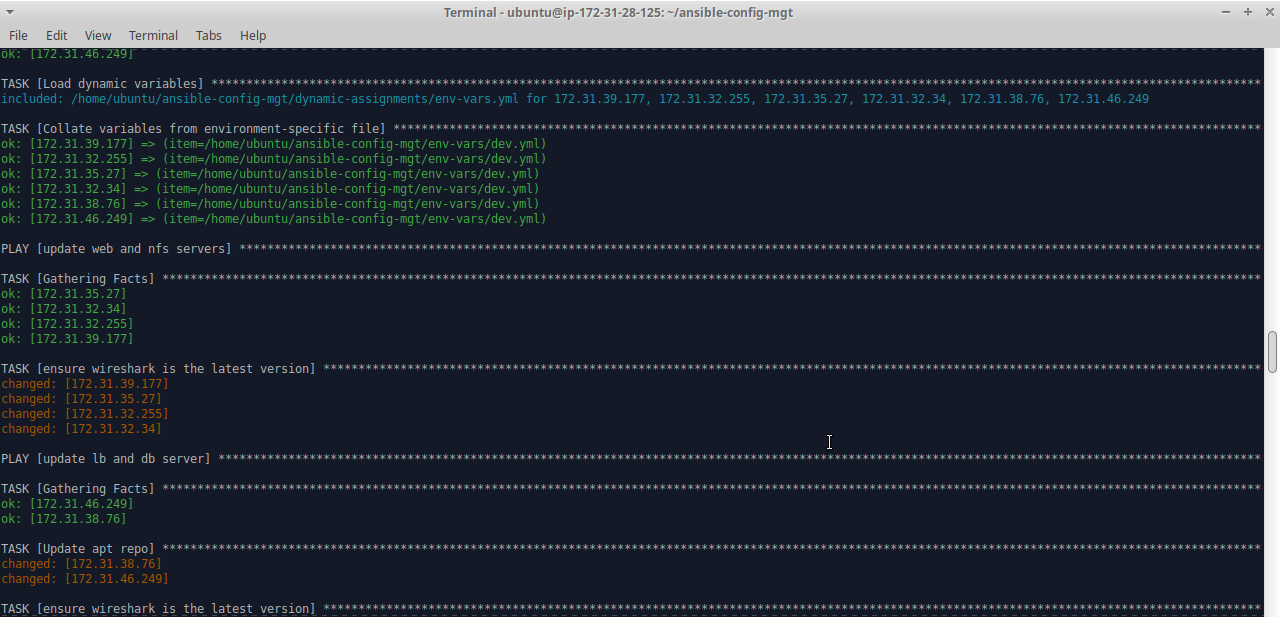 Terminal - ubuntu@ip-172-31-28-125: ~/ansible-config-mgt
File Edit View Terminal Tabs Help
ok: [172.31.46.249]
TASK [Load dynamic variables] ******************************************************************************************************************************************************
included: /home/ubuntu/ansible-config-mgt/dynamic-assignments/env-vars.yml for 172.31.39.177, 172.31.32.255, 172.31.35.27, 172.31.32.34, 172.31.38.76, 172.31.46.249
TASK [Collate variables from environment-specific file] ****************************************************************************************************************************
ok: [172.31.39.177] => (item=/home/ubuntu/ansible-config-mgt/env-vars/dev.yml)
ok: [172.31.32.255] => (item=/home/ubuntu/ansible-config-mgt/env-vars/dev.yml)
ok: [172.31.35.27] => (item=/home/ubuntu/ansible-config-mgt/env-vars/dev.yml)
ok: [172.31.32.34] => (item=/home/ubuntu/ansible-config-mgt/env-vars/dev.yml)
ok: [172.31.38.76] => (item=/home/ubuntu/ansible-config-mgt/env-vars/dev.yml)
ok: [172.31.46.249] => (item=/home/ubuntu/ansible-config-mgt/env-vars/dev.yml)
PLAY [update web and nfs servers] **************************************************************************************************************************************************
TASK [Gathering Facts] *************************************************************************************************************************************************************
ok: [172.31.35.27]
ok: [172.31.32.34]
ok: [172.31.32.255]
ok: [172.31.39.177]
TASK [ensure wireshark is the latest version] **************************************************************************************************************************************
changed: [172.31.39.177]
changed: [172.31.35.27]
changed: [172.31.32.255]
changed: [172.31.32.34]
PLAY [update lb and db server] *****************************************************************************************************************************************************
TASK [Gathering Facts] *************************************************************************************************************************************************************
ok: [172.31.46.249]
ok: [172.31.38.76]
TASK [Update apt repo] *************************************************************************************************************************************************************
changed: [172.31.38.76]
changed: [172.31.46.249]
TASK [ensure wireshark is the latest version] **************************************************************************************************************************************